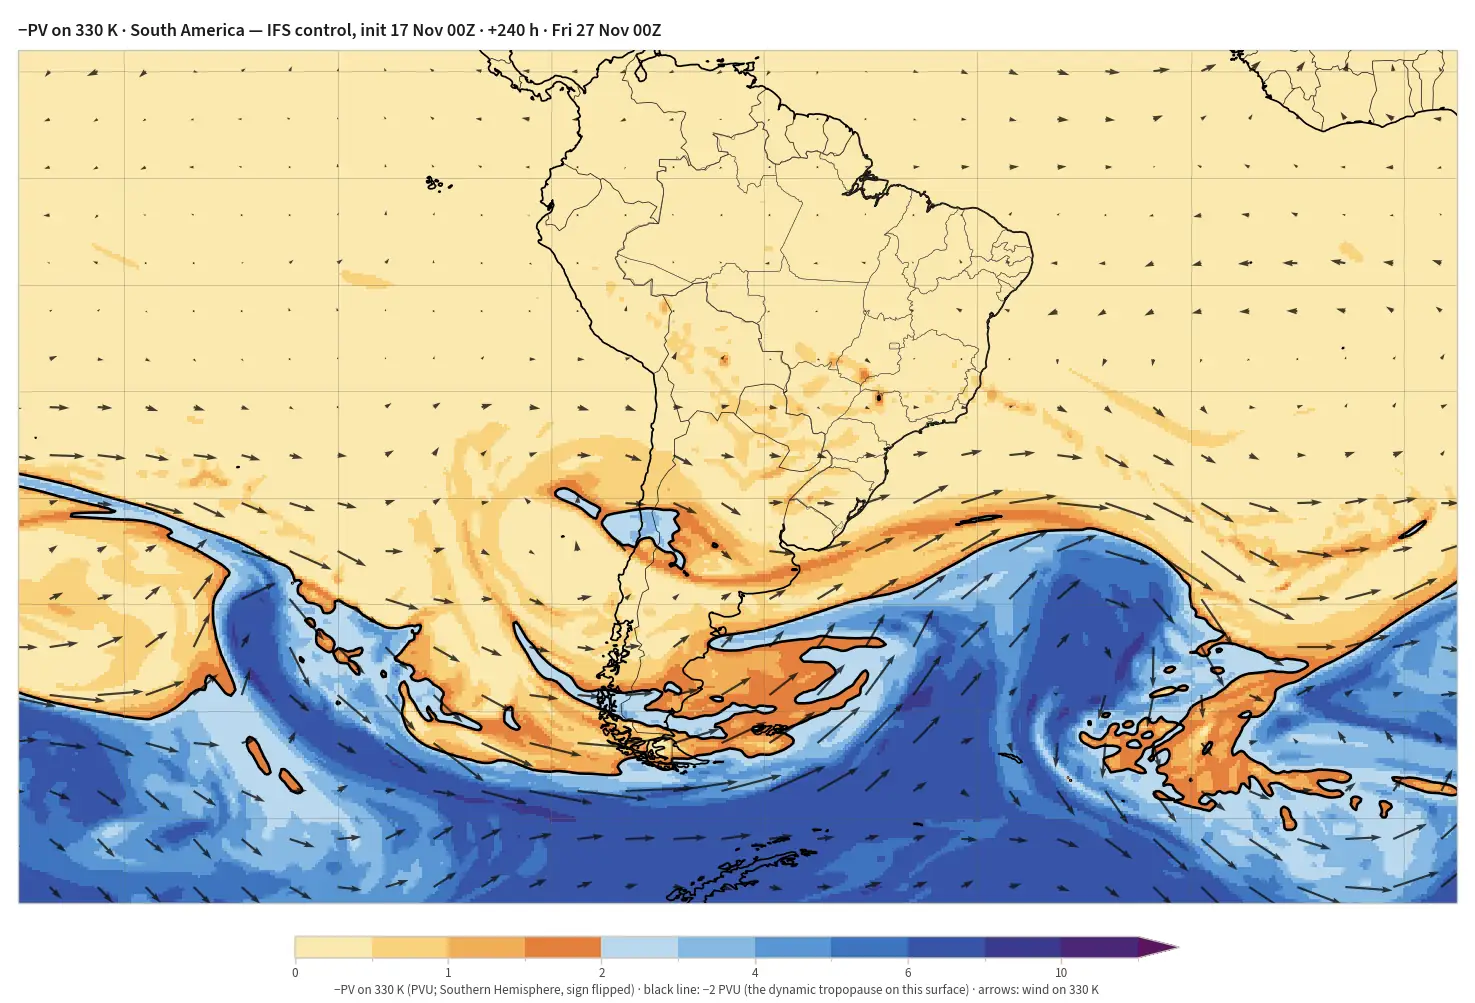 −PV on 330 K · South America — IFS control, init 17 Nov 00Z · +240 h · Fri 27 Nov 00Z
0 1 2 4 6 10
−PV on 330 K (PVU; Southern Hemisphere, sign flipped) · black line: −2 PVU (the dynamic tropopause on this surface) · arrows: wind on 330 K